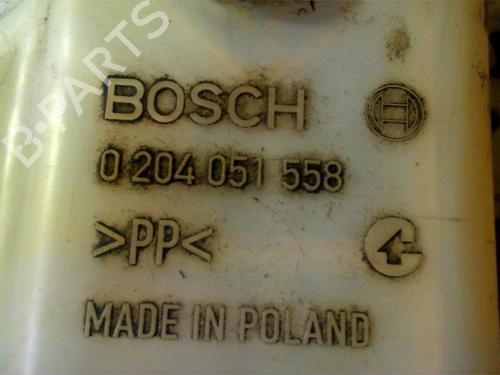 B-PARTS
BOSCH
0 204 051 558
>PP<
MADE IN POLAND